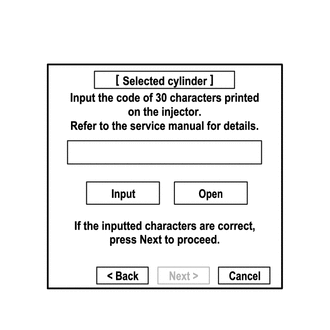 [ Selected cylinder ]
Input the code of 30 characters printed
on the injector.
Refer to the service manual for details.
Input
Open
If the inputted characters are correct,
press Next to proceed.
< Back
Next >
Cancel